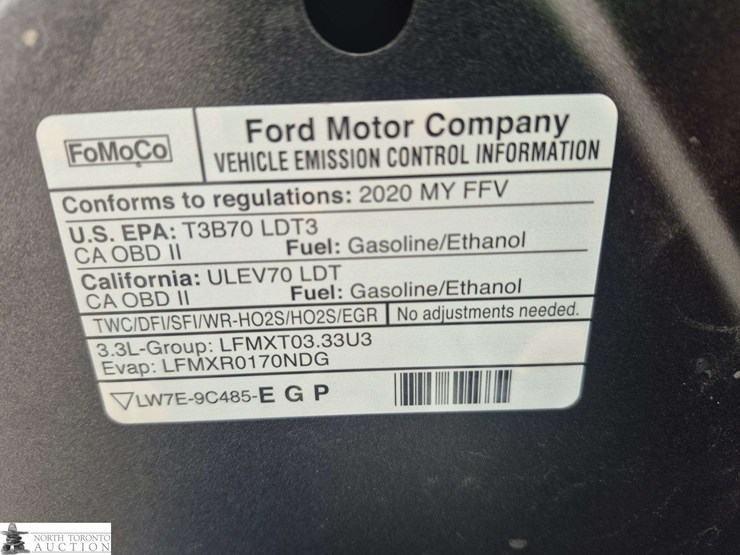 FoMoCo
Ford Motor Company
VEHICLE EMISSION CONTROL INFORMATION
Conforms to regulations: 2020 MY FFV
U.S. EPA: T3B70 LDT3
CA OBD II Fuel: Gasoline/Ethanol
California: ULEV70 LDT
CA OBD II Fuel: Gasoline/Ethanol
TWC/DFI/SFI/WR-HO2S/HO2S/EGR No adjustments needed.
3.3L-Group: LFMXT03.33U3
Evap: LFMXR0170NDG
LW7E-9C485-E G P
NORTH TORONTO
AUCTION